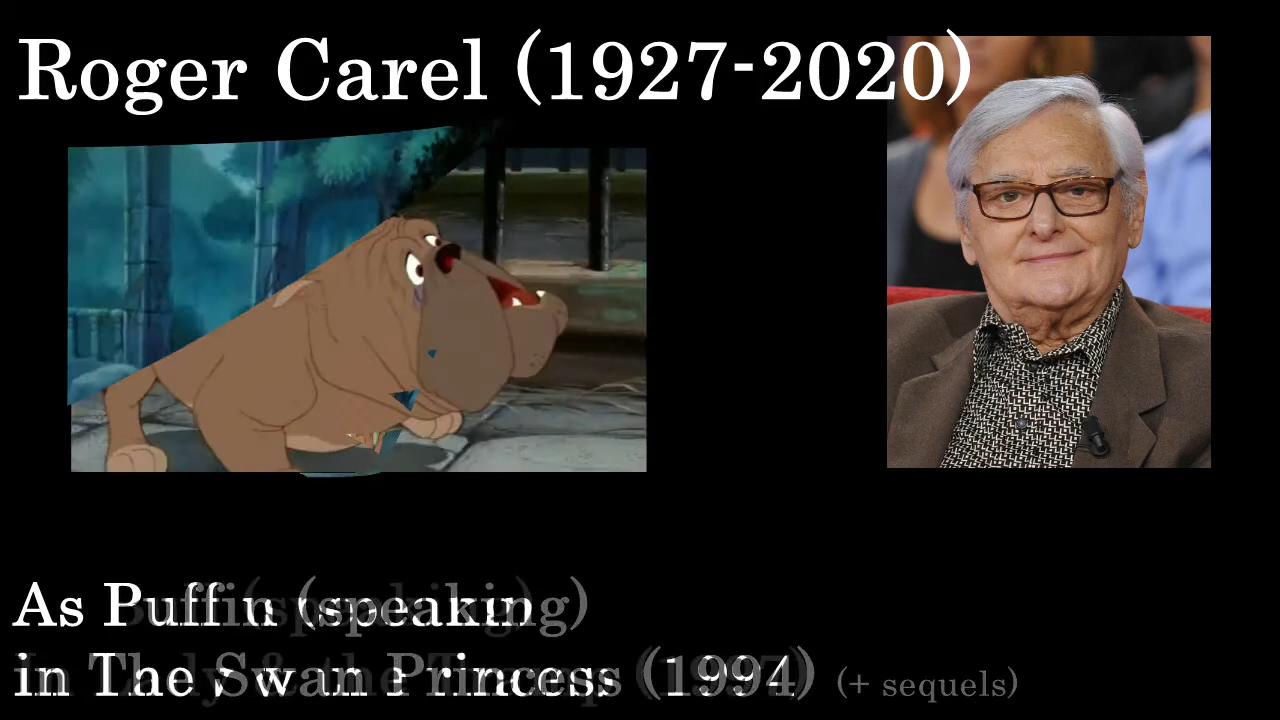 Roger Carel (1927-2020)
As Puffin (speaking)
in The Swan Princess (1994) (+ sequels)